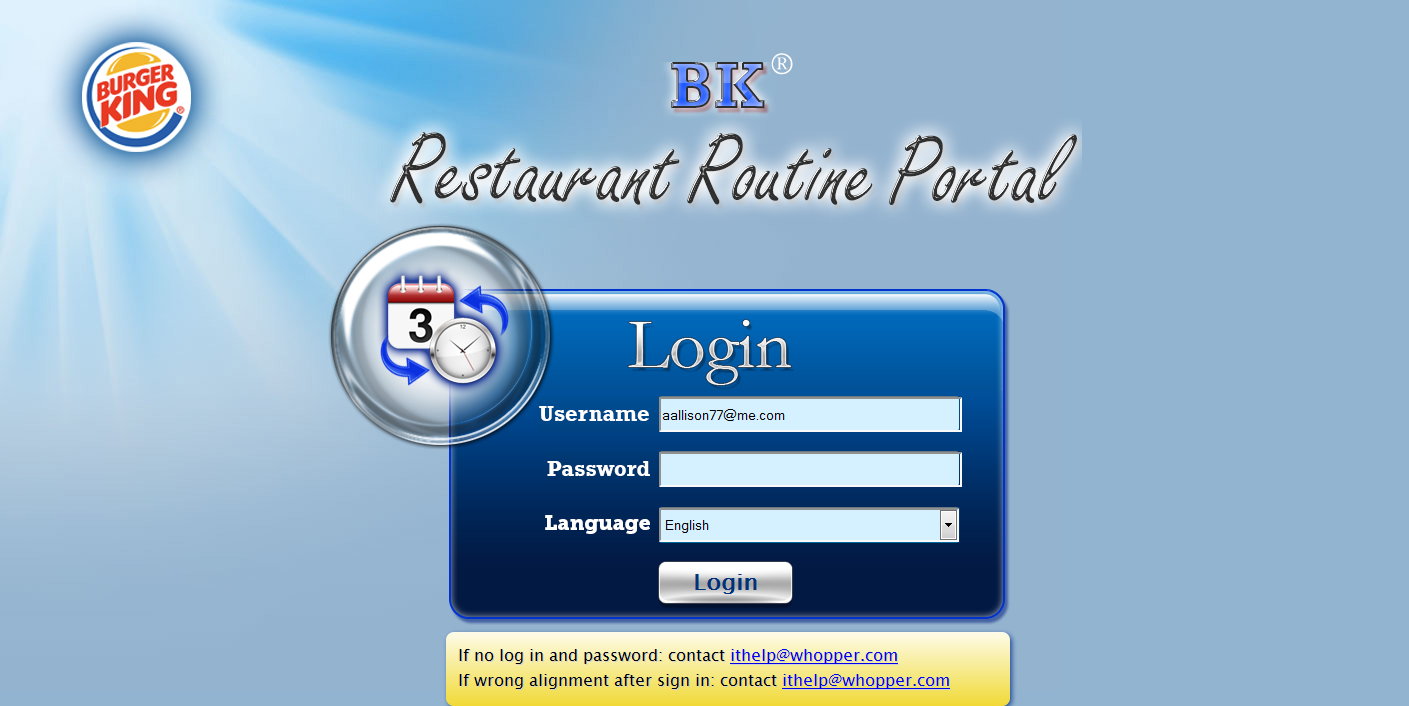 BURGER
KING®
BK®
Restaurant Routine Portal
3
12
Login
Username aallison77@me.com
Password
Language English
Login
If no log in and password: contact ithelp@whopper.com
If wrong alignment after sign in: contact ithelp@whopper.com